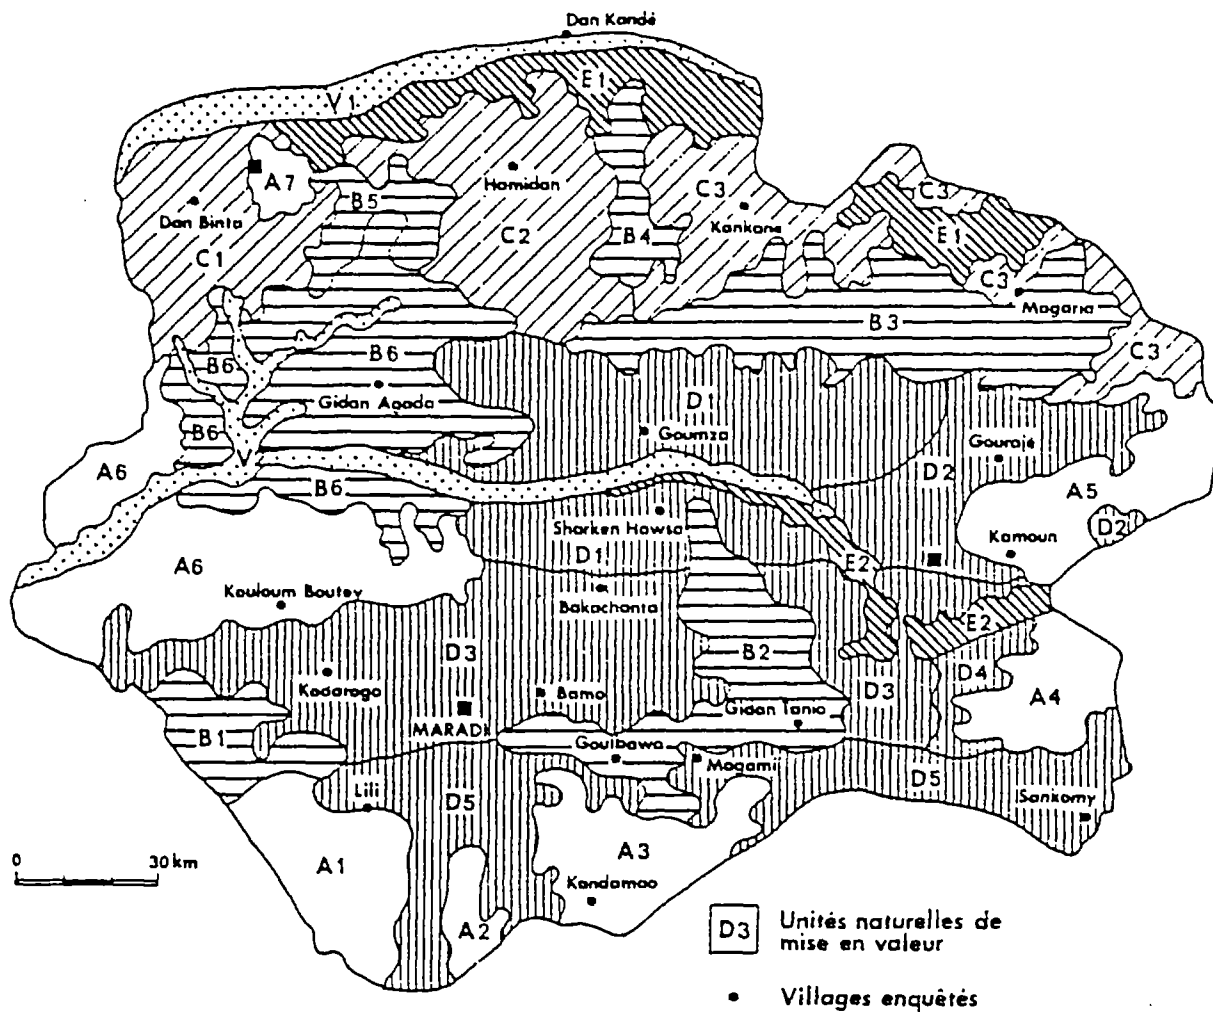 Dan Kandé
E1
V1
A7
Hamidan
C3
C3
Dan Binta
B5
Kankane
C2
B4
E1
C1
C3
Magaria
B3
B6
B6
C3
Gidan Agada
D1
B6
Goumza
Gouragé
V
A6
D2
B6
A5
Sharken Hawsa
D2
D1
Kamoun
A6
E2
Kouloum Boutey
Bakachanta
E2
D3
B2
D4
Kadarogo
D3
A4
Bamo
Gidan Tanio
B1
MARADI
Goulbawa
Magami
D5
Lili
D5
Sankomy
0 30 km
A3
A1
Kandamao
A2
D3 Unités naturelles de
mise en valeur
Villages enquêtés